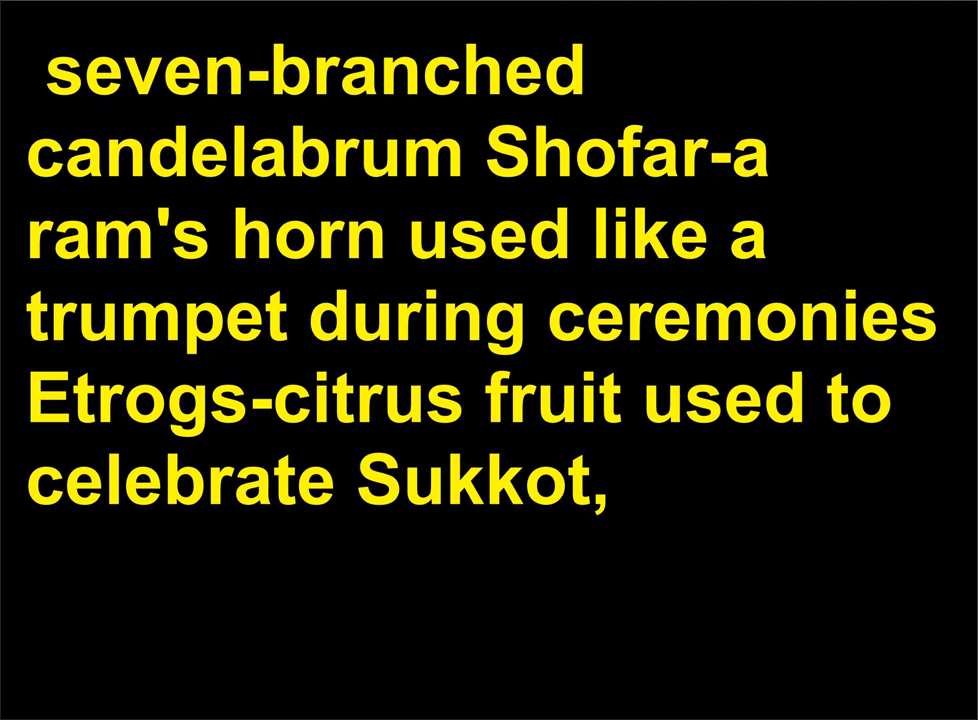 seven-branched
candelabrum Shofar-a
ram's horn used like a
trumpet during ceremonies
Etrogs-citrus fruit used to
celebrate Sukkot,